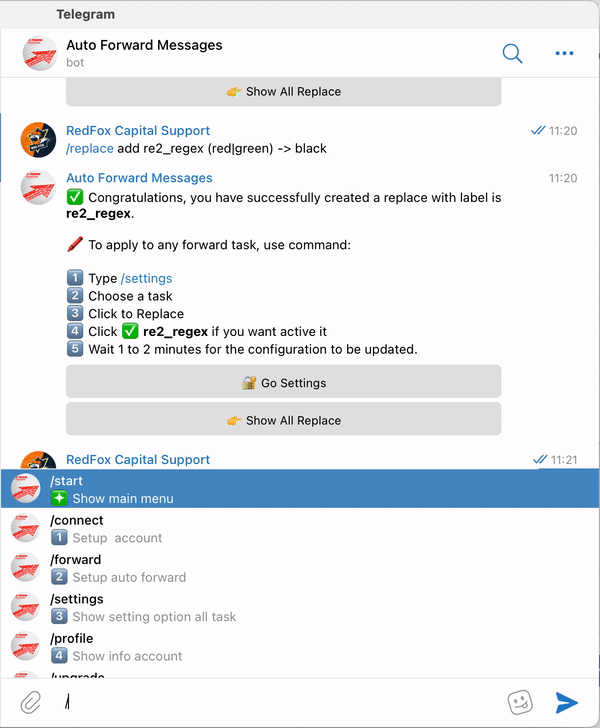 Telegram
Auto Forward Messages
bot
👉 Show All Replace
RedFox Capital Support 11:20
/replace add re2_regex (red|green) -> black
Auto Forward Messages 11:20
✅ Congratulations, you have successfully created a replace with label is
re2_regex.
🖍 To apply to any forward task, use command:
1️⃣ Type /settings
2️⃣ Choose a task
3️⃣ Click to Replace
4️⃣ Click ✅ re2_regex if you want active it
5️⃣ Wait 1 to 2 minutes for the configuration to be updated.
🔐 Go Settings
👉 Show All Replace
RedFox Capital Support 11:21
/start
Show main menu
/connect
1️⃣ Setup account
/forward
2️⃣ Setup auto forward
/settings
3️⃣ Show setting option all task
/profile
4️⃣ Show info account
/upgrade
/